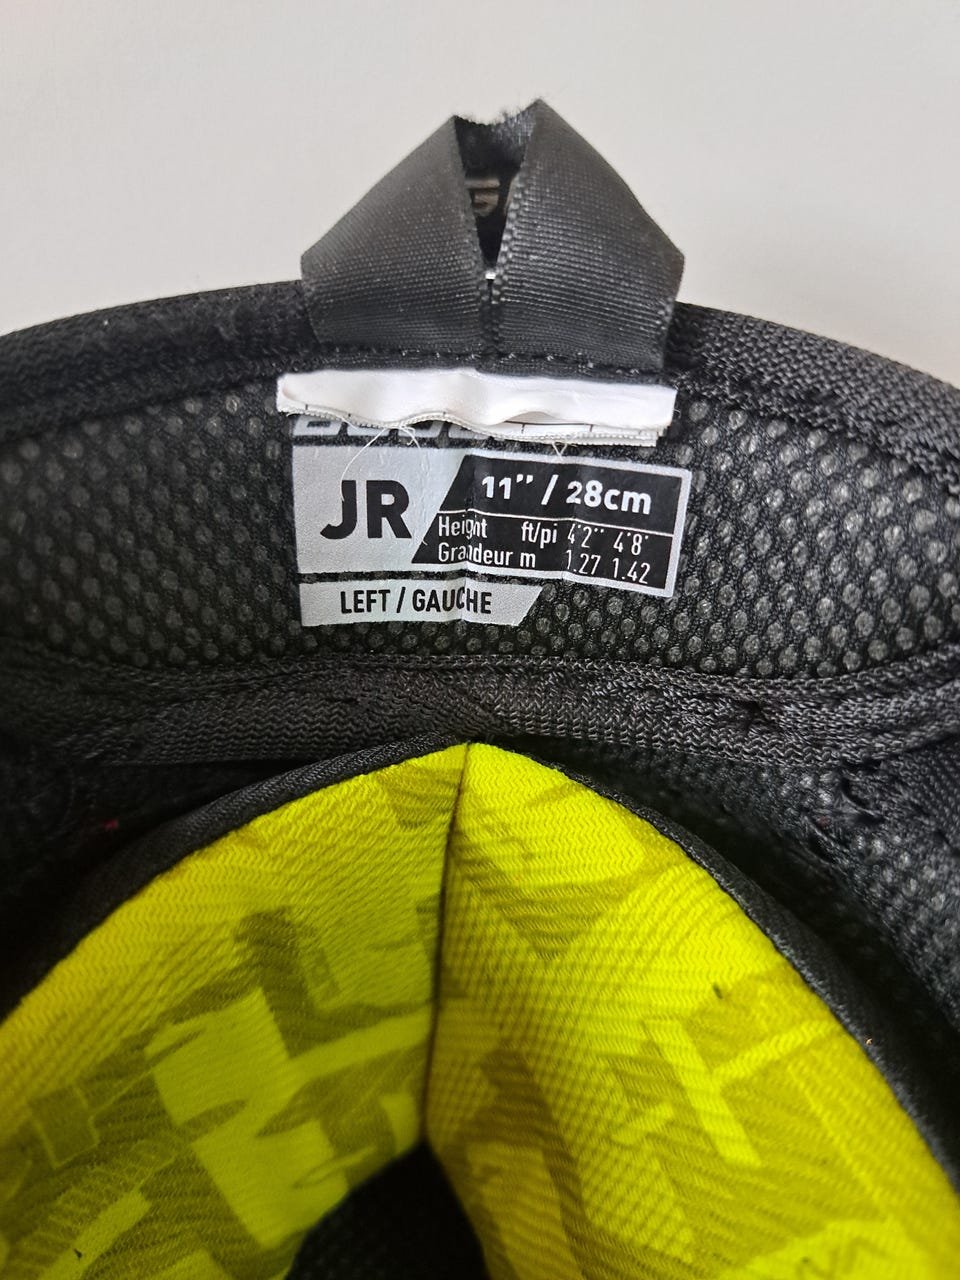 JR
11" / 28cm
Height ft/pi 4'2" 4'8"
Grandeur m 1.27 1.42
LEFT / GAUCHE